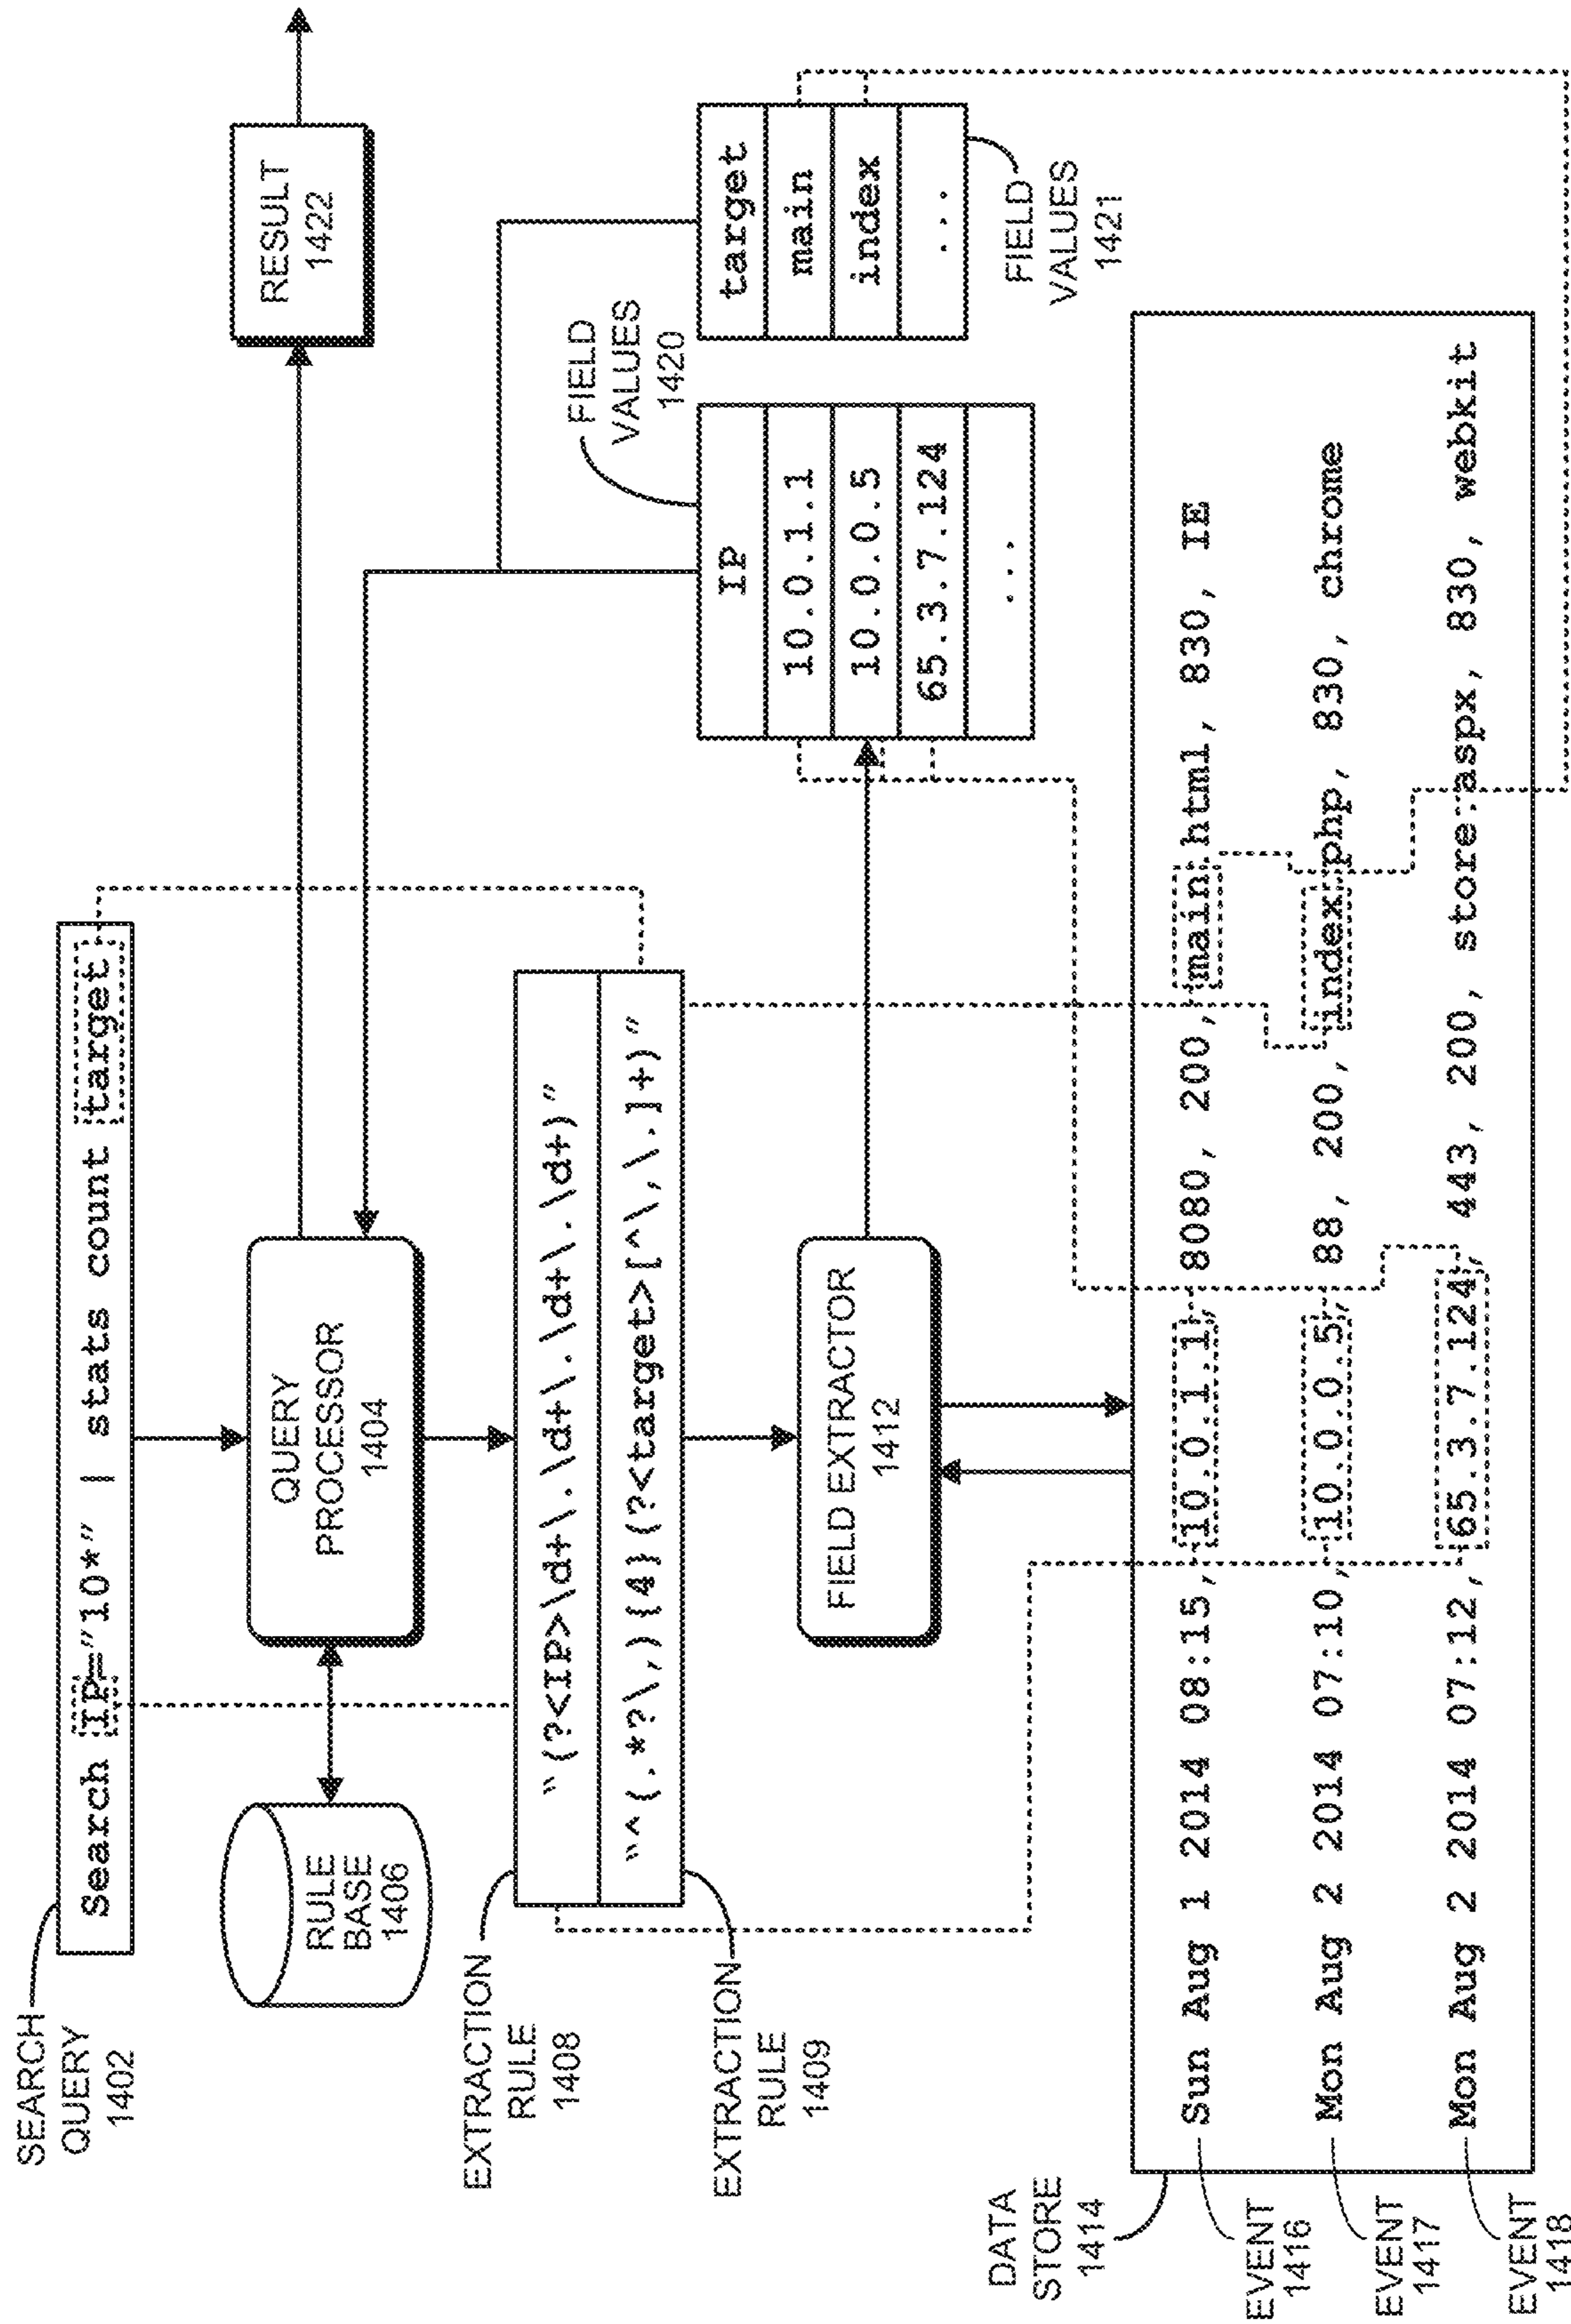 SEARCH
QUERY
1402
Search IP="10*" | stats count target
RULE
BASE
1406
QUERY
PROCESSOR
1404
RESULT
1422
EXTRACTION
RULE
1408
"(?<IP>\d+\.\d+\.\d+\.\d+)"
"^(.*?\,){4}(?<target>[^\,\.]+)"
EXTRACTION
RULE
1409
FIELD EXTRACTOR
1412
FIELD
VALUES
1420
IP
10.0.1.1
10.0.0.5
65.3.7.124
...
target
main
index
...
FIELD
VALUES
1421
DATA
STORE
1414
Sun Aug 1 2014 08:15, 10.0.1.1, 8080, 200, main.html, 830, IE
Mon Aug 2 2014 07:10, 10.0.0.5, 88, 200, index.php, 830, chrome
Mon Aug 2 2014 07:12, 65.3.7.124, 443, 200, store.aspx, 830, webkit
EVENT
1416
EVENT
1417
EVENT
1418